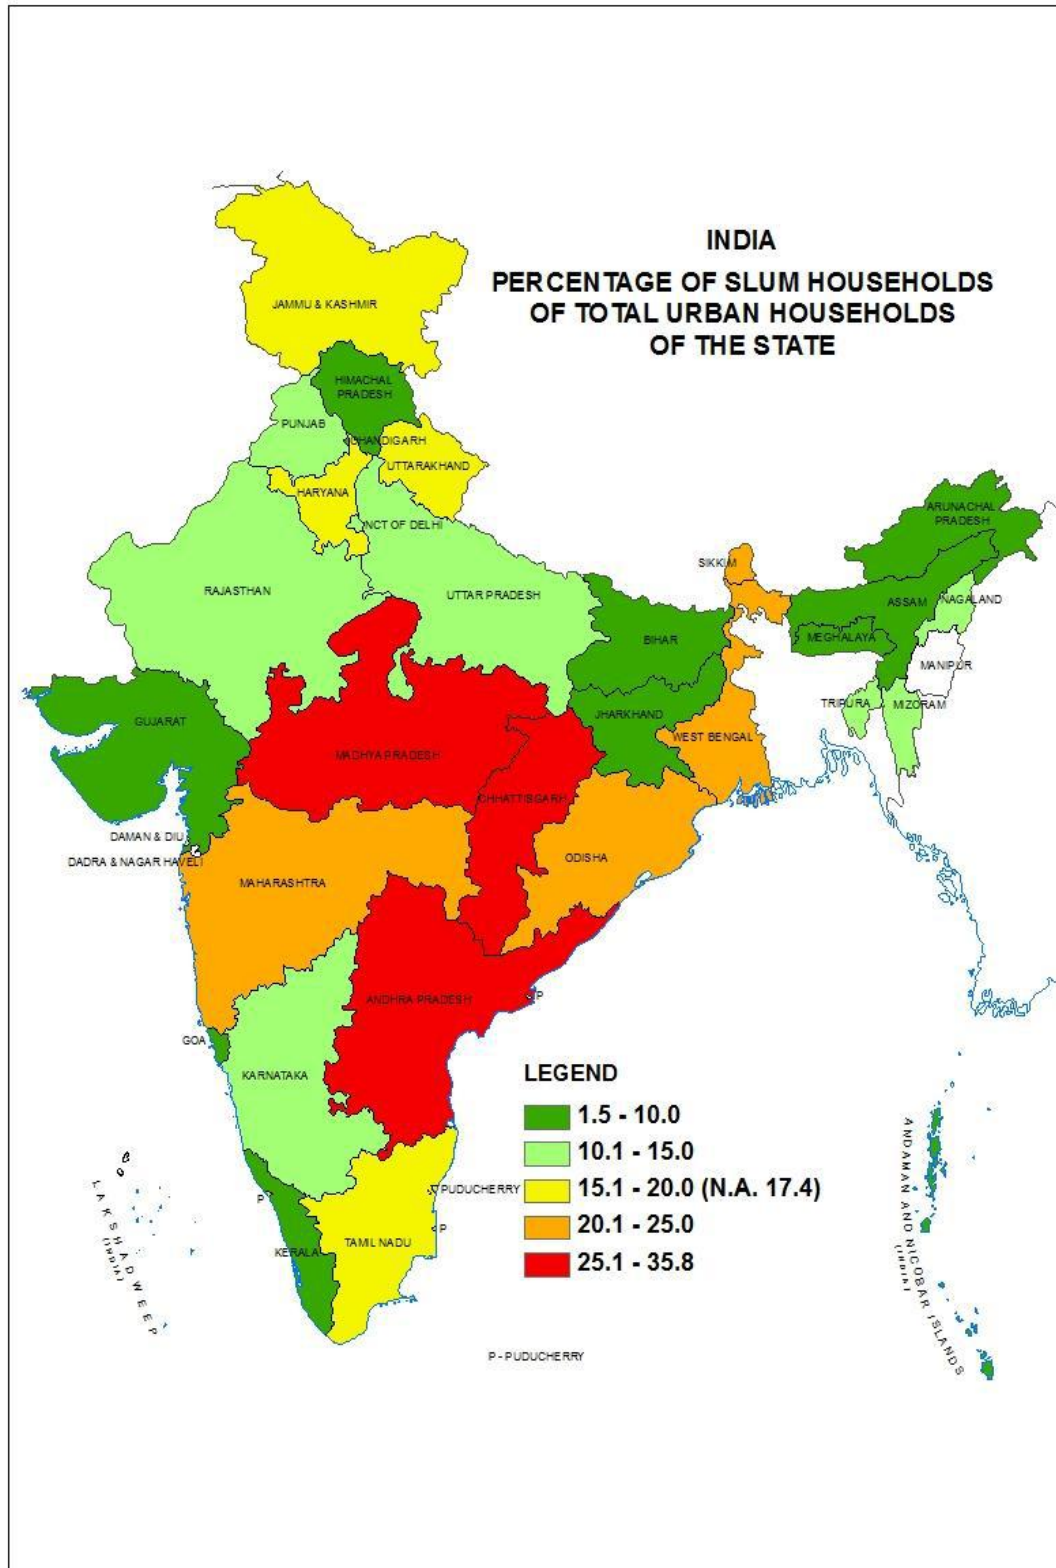 INDIA
PERCENTAGE OF SLUM HOUSEHOLDS
OF TOTAL URBAN HOUSEHOLDS
OF THE STATE
JAMMU & KASHMIR
HIMACHAL
PRADESH
PUNJAB
CHANDIGARH
UTTARAKHAND
HARYANA
NCT OF DELHI
ARUNACHAL
PRADESH
SIKKIM
RAJASTHAN
UTTAR PRADESH
ASSAM
NAGALAND
BIHAR
MEGHALAYA
MANIPUR
GUJARAT
JHARKHAND
TRIPURA
MIZORAM
WEST BENGAL
MADHYA PRADESH
CHHATTISGARH
DAMAN & DIU
DADRA & NAGAR HAVELI
ODISHA
MAHARASHTRA
ANDHRA PRADESH
P
GOA
KARNATAKA
LEGEND
1.5 - 10.0
10.1 - 15.0
15.1 - 20.0 (N.A. 17.4)
20.1 - 25.0
25.1 - 35.8
PUDUCHERRY
P
P
TAMIL NADU
KERALA
LAKSHADWEEP
(INDIA)
ANDAMAN AND NICOBAR ISLANDS
(INDIA)
P - PUDUCHERRY